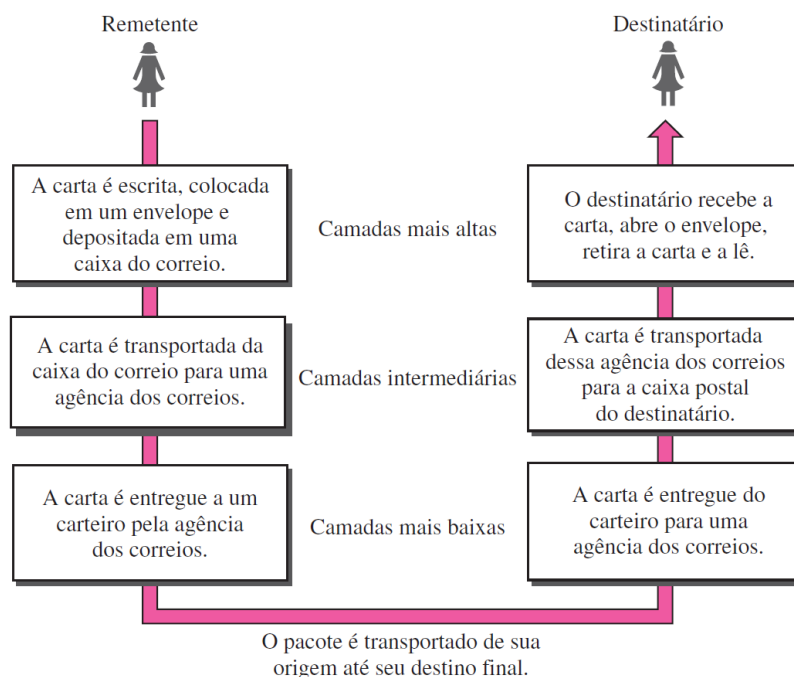 Remetente
Destinatário
A carta é escrita, colocada
em um envelope e
depositada em uma
caixa do correio.
Camadas mais altas
O destinatário recebe a
carta, abre o envelope,
retira a carta e a lê.
A carta é transportada da
caixa do correio para uma
agência dos correios.
Camadas intermediárias
A carta é transportada
dessa agência dos correios
para a caixa postal
do destinatário.
A carta é entregue a um
carteiro pela agência
dos correios.
Camadas mais baixas
A carta é entregue do
carteiro para uma
agência dos correios.
O pacote é transportado de sua
origem até seu destino final.